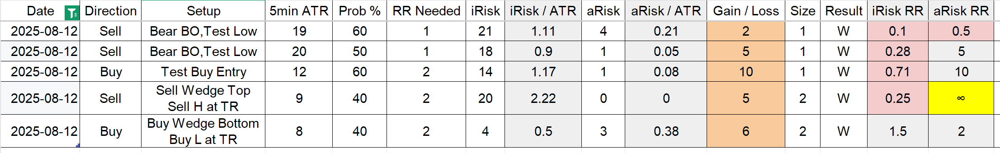 Date Direction Setup 5min ATR Prob % RR Needed iRisk iRisk / ATR aRisk aRisk / ATR Gain / Loss Size Result iRisk RR aRisk RR
2025-08-12 Sell Bear BO,Test Low 19 60 1 21 1.11 4 0.21 2 1 W 0.1 0.5
2025-08-12 Sell Bear BO,Test Low 20 50 1 18 0.9 1 0.05 5 1 W 0.28 5
2025-08-12 Buy Test Buy Entry 12 60 2 14 1.17 1 0.08 10 1 W 0.71 10
Sell Wedge Top
2025-08-12 Sell Sell H at TR 9 40 2 20 2.22 0 0 5 2 W 0.25 ∞
Buy Wedge Bottom
2025-08-12 Buy Buy L at TR 8 40 2 4 0.5 3 0.38 6 2 W 1.5 2